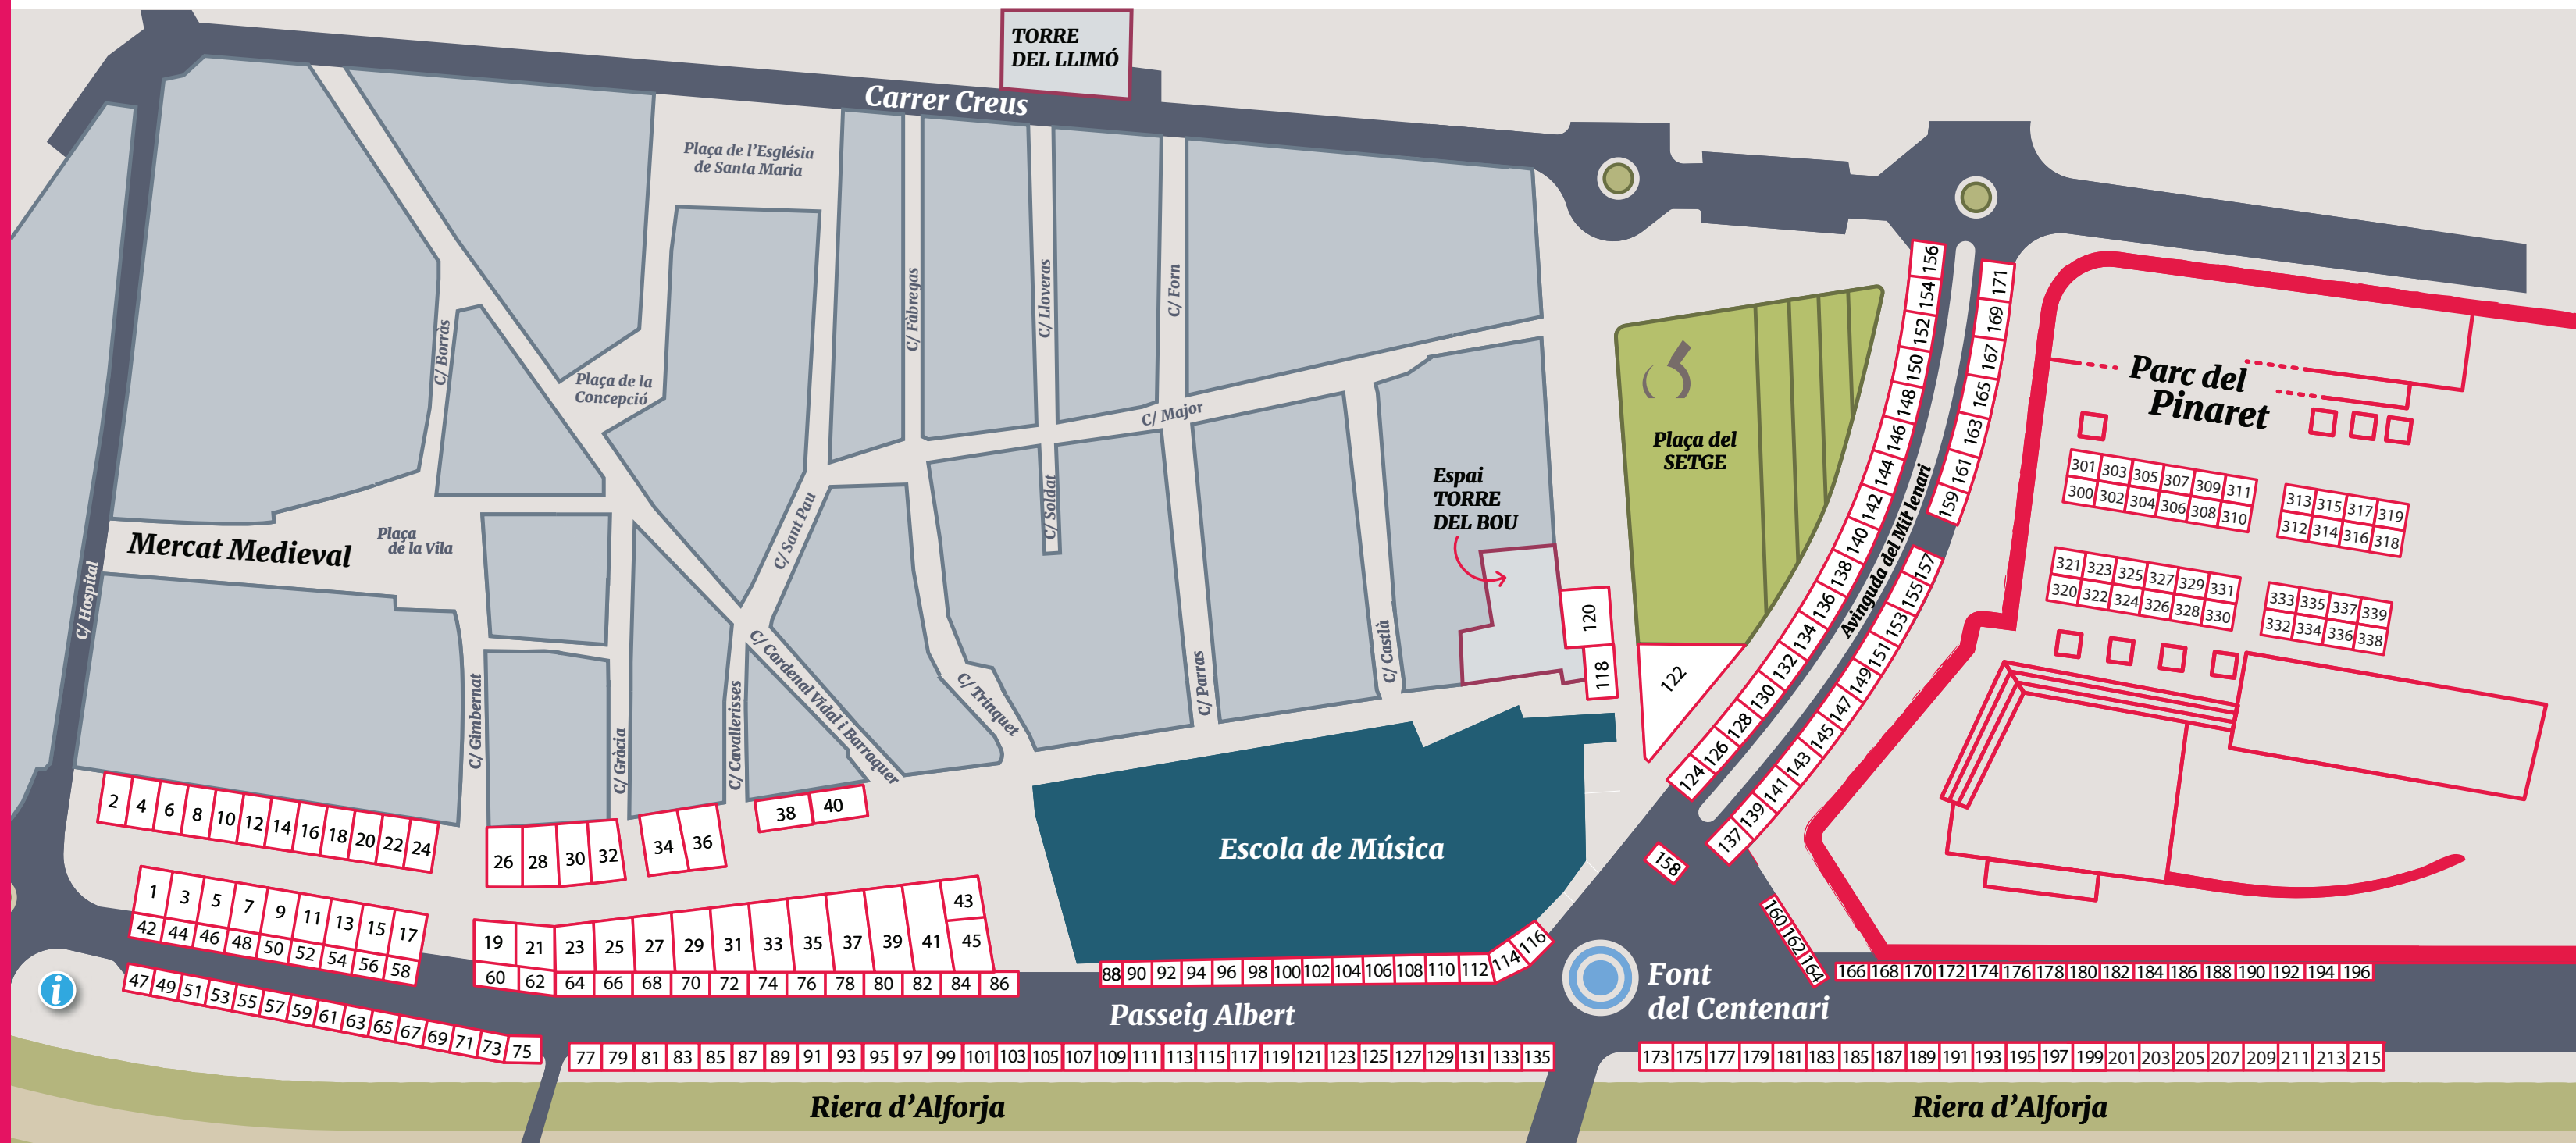 TORRE
DEL LLIMÓ
Carrer Creus
Plaça de l'Església
de Santa Maria
C/ Borràs
Plaça de la
Concepció
C/ Fàbregas
C/ Lloveras
C/ Forn
C/ Major
C/ Soldat
C/ Sant Pau
Plaça
de la Vila
Mercat Medieval
C/ Hospital
C/ Gimbernat
C/ Gràcia
C/ Cavallerisses
C/ Cardenal Vidal i Barraquer
C/ Trinquet
C/ Parras
C/ Castlà
Espai
TORRE
DEL BOU
Plaça del
SETGE
Avinguda del Mil·lenari
Parc del
Pinaret
156 154 152 150 148 146 144 142 140 138 136 134 132 130 128 126 124
171 169 167 165 163 161 159
157 155 153 151 149 147 145 143 141 139 137
301 303 305 307 309 311
300 302 304 306 308 310
313 315 317 319
312 314 316 318
321 323 325 327 329 331
320 322 324 326 328 330
333 335 337 339
332 334 336 338
120
118
122
158
160 162 164
2 4 6 8 10 12 14 16 18 20 22 24
26 28 30 32
34 36
38 40
1 3 5 7 9 11 13 15 17
42 44 46 48 50 52 54 56 58
19 21 23 25 27 29 31 33 35 37 39 41 43
45
60 62 64 66 68 70 72 74 76 78 80 82 84 86
Escola de Música
88 90 92 94 96 98 100 102 104 106 108 110 112 114 116
166 168 170 172 174 176 178 180 182 184 186 188 190 192 194 196
i
47 49 51 53 55 57 59 61 63 65 67 69 71 73 75
Passeig Albert
Font
del Centenari
77 79 81 83 85 87 89 91 93 95 97 99 101 103 105 107 109 111 113 115 117 119 121 123 125 127 129 131 133 135
173 175 177 179 181 183 185 187 189 191 193 195 197 199 201 203 205 207 209 211 213 215
Riera d'Alforja
Riera d'Alforja